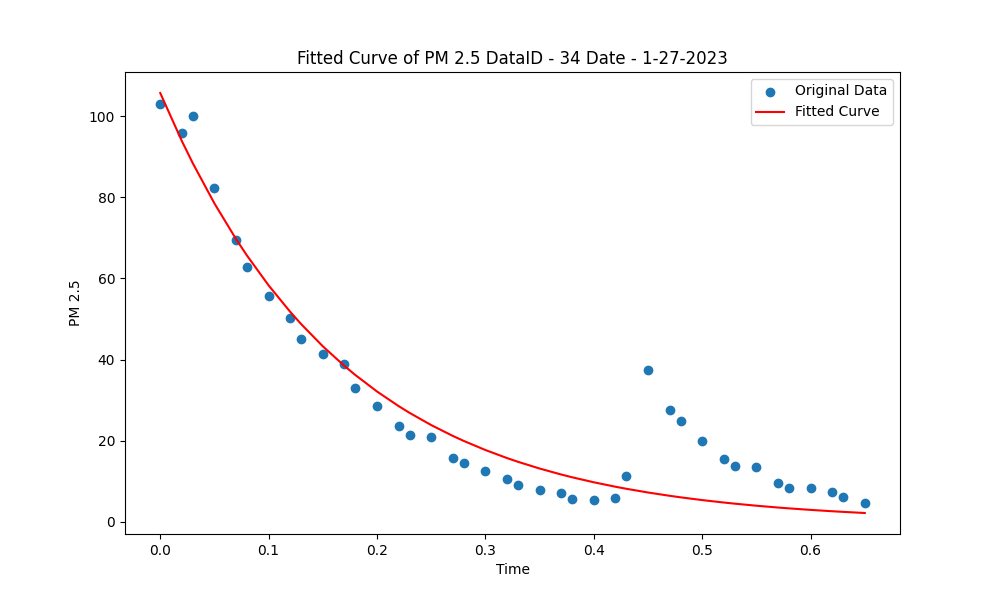 Fitted Curve of PM 2.5 DataID - 34 Date - 1-27-2023
Original Data
Fitted Curve
PM 2.5
100
80
60
40
20
0
0.0 0.1 0.2 0.3 0.4 0.5 0.6
Time